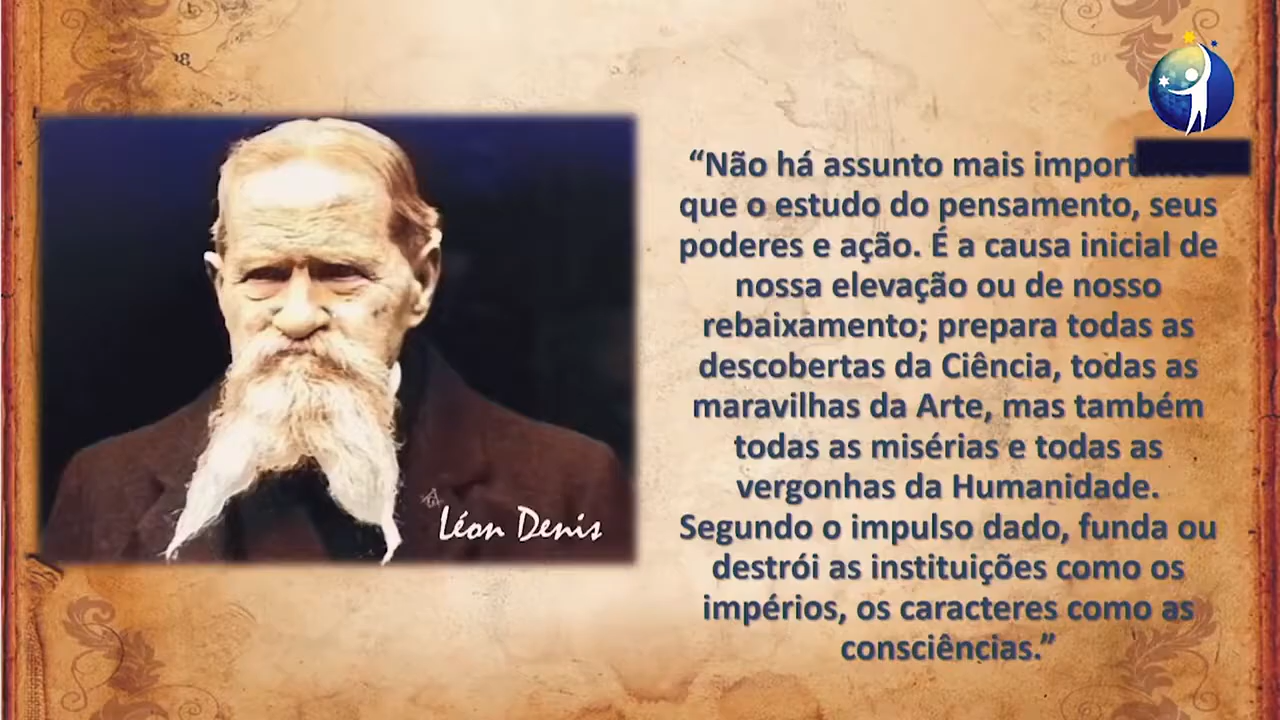 “Não há assunto mais
que o estudo do pensamento, seus
poderes e ação. É a causa inicial de
nossa elevação ou de nosso
rebaixamento; prepara todas as
descobertas da Ciência, todas as
maravilhas da Arte, mas também
todas as misérias e todas as
vergonhas da Humanidade.
Segundo o impulso dado, funda ou
destrói as instituições como os
impérios, os caracteres como as
consciências.”
Léon Denis